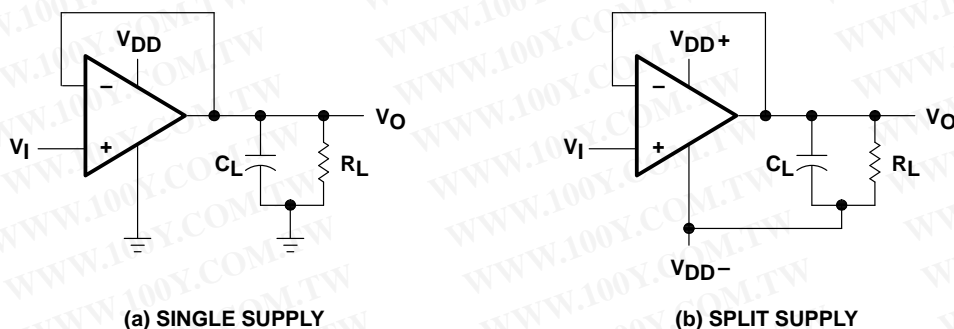 VDD
−
VI
+
CL
RL
VO
(a) SINGLE SUPPLY
VDD+
−
VI
+
CL
RL
VO
VDD−
(b) SPLIT SUPPLY
WWW.100Y.COM.TW